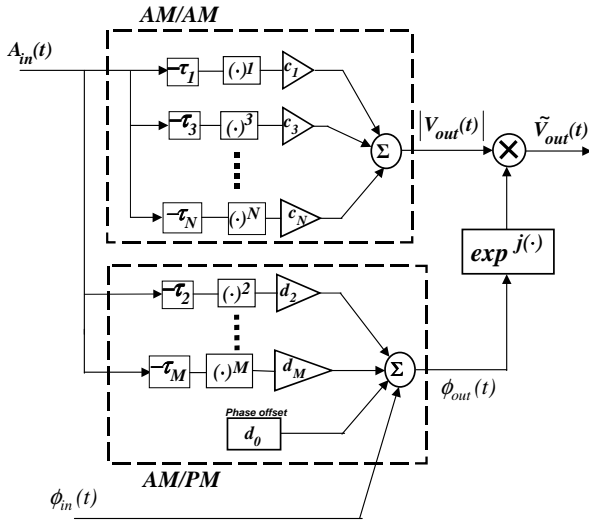 AM/AM
A_in(t)
−τ_1 (·)^1 c_1
−τ_3 (·)^3 c_3
Σ |V_out(t)| × Ṽ_out(t)
−τ_N (·)^N c_N
exp^j(·)
−τ_2 (·)^2 d_2
−τ_M (·)^M d_M Σ
ϕ_out(t)
Phase offset
d_0
AM/PM
ϕ_in(t)